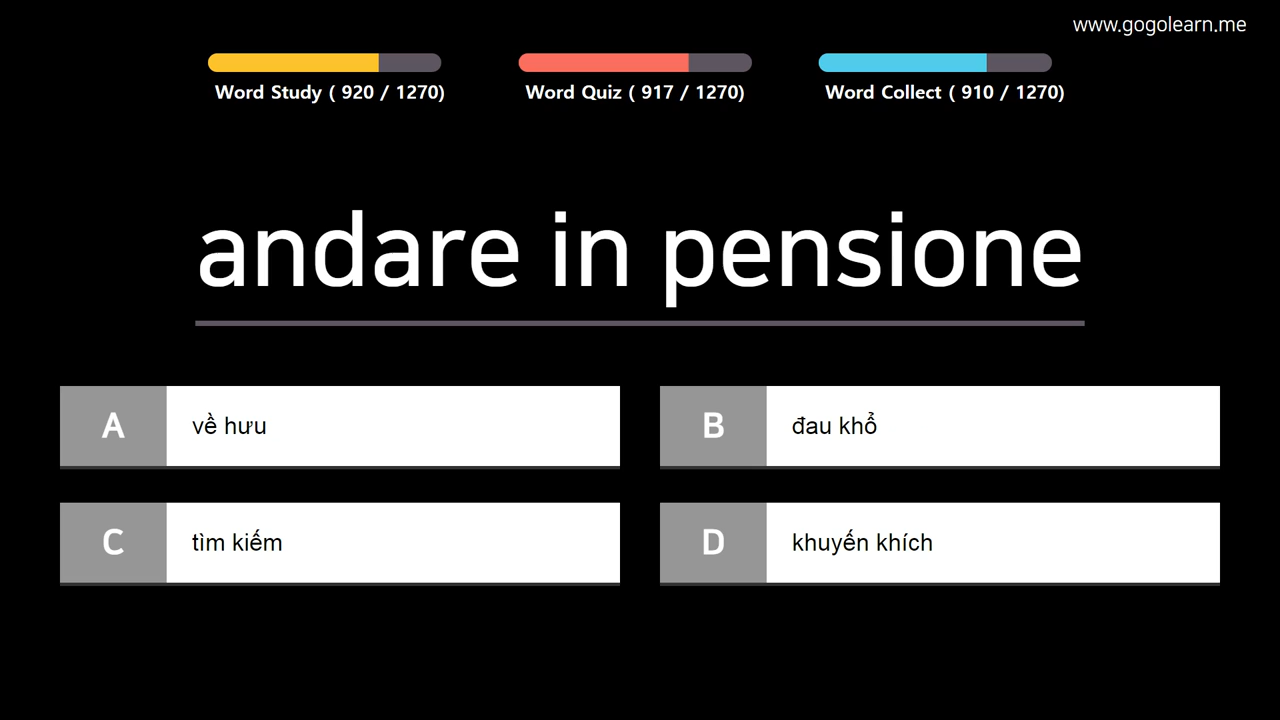 www.gogolearn.me
Word Study ( 920 / 1270)
Word Quiz ( 917 / 1270)
Word Collect ( 910 / 1270)
andare in pensione
A
về hưu
B
đau khổ
C
tìm kiếm
D
khuyến khích